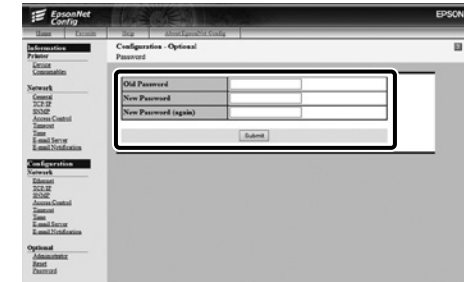 EpsonNet
Config
EPSON
Home
Favorite
Help
About EpsonNet Config
Information
Printer
Device
Consumables
Network
General
TCP/IP
SNMP
Access Control
Timeout
Time
E-mail Server
E-mail Notification
Configuration
Network
Ethernet
TCP/IP
SNMP
Access Control
Timeout
Time
E-mail Server
E-mail Notification
Optional
Administrator
Reset
Password
Configuration - Optional
Password
Old Password
New Password
New Password (again)
Submit